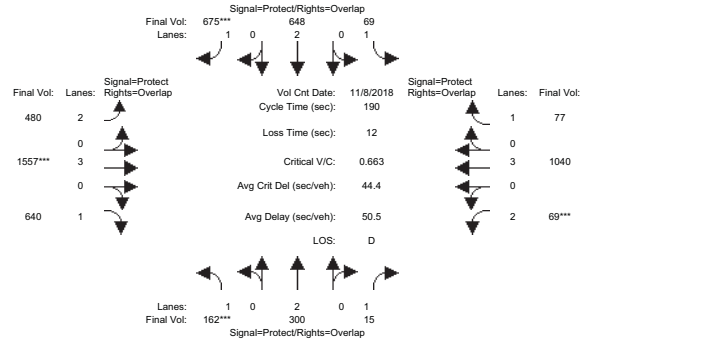 Signal=Protect/Rights=Overlap
Final Vol: 675*** 648 69
Lanes: 1 0 2 0 1
Signal=Protect Signal=Protect
Final Vol: Lanes: Rights=Overlap Vol Cnt Date: 11/8/2018 Rights=Overlap Lanes: Final Vol:
Cycle Time (sec): 190
480 2 1 77
Loss Time (sec): 12
0 0
1557*** 3 Critical V/C: 0.663 3 1040
0 Avg Crit Del (sec/veh): 44.4 0
640 1 Avg Delay (sec/veh): 50.5 2 69***
LOS: D
Lanes: 1 0 2 0 1
Final Vol: 162*** 300 15
Signal=Protect/Rights=Overlap